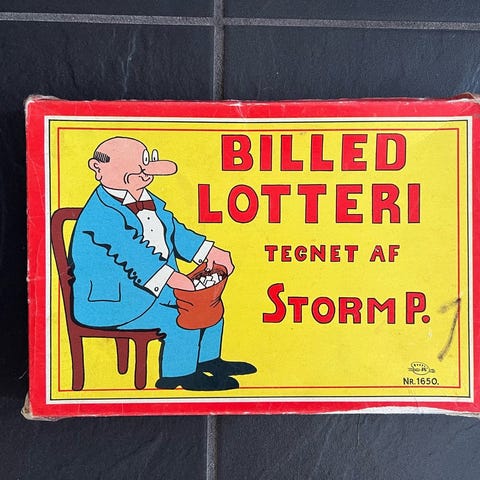 BILLED
LOTTERI
TEGNET AF
STORM P.
NR. 1650.